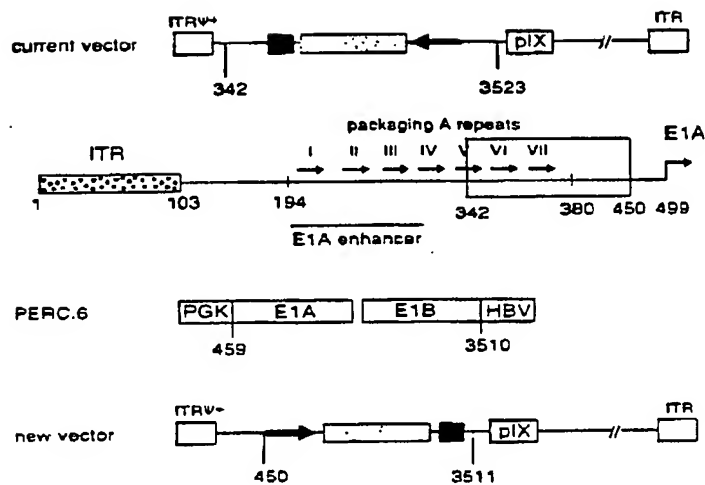 ITRΨ+ ITR
current vector pIX //
342 3523
packaging A repeats
E1A
ITR I II III IV V VI VII
1 103 194 342 380 450 499
E1A enhancer
PERC.6 PGK E1A E1B HBV
459 3510
ITRΨ+ ITR
new vector pIX //
450 3511